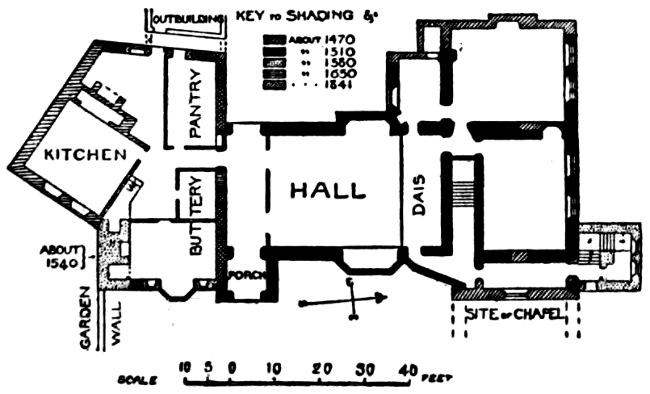 OUTBUILDING
KEY TO SHADING &c
ABOUT 1470
" 1510
" 1580
" 1650
" 1841
PANTRY
KITCHEN
HALL
DAIS
BUTTERY
ABOUT
1540
PORCH
SITE OF CHAPEL
GARDEN
WALL
SCALE 10 5 0 10 20 30 40 FEET